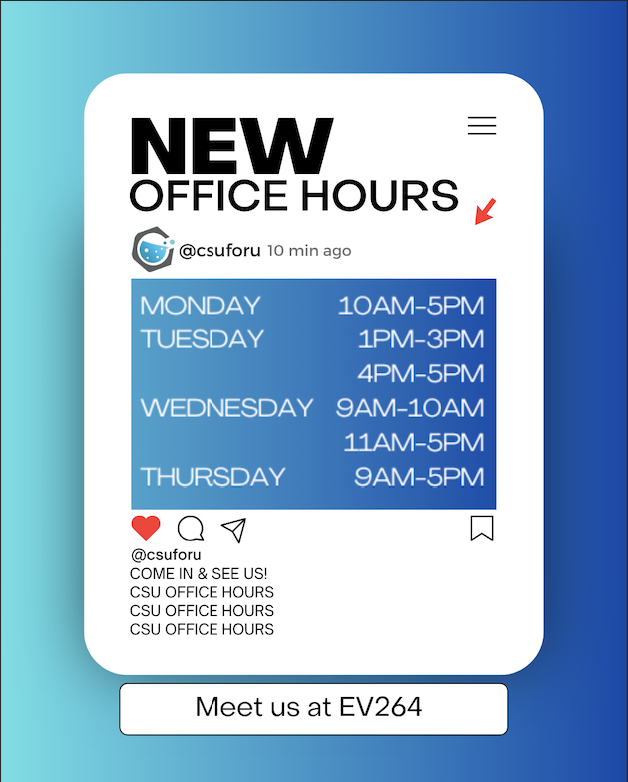 NEW
OFFICE HOURS
@csuforu 10 min ago
MONDAY 10AM-5PM
TUESDAY 1PM-3PM
4PM-5PM
WEDNESDAY 9AM-10AM
11AM-5PM
THURSDAY 9AM-5PM
@csuforu
COME IN & SEE US!
CSU OFFICE HOURS
CSU OFFICE HOURS
CSU OFFICE HOURS
Meet us at EV264